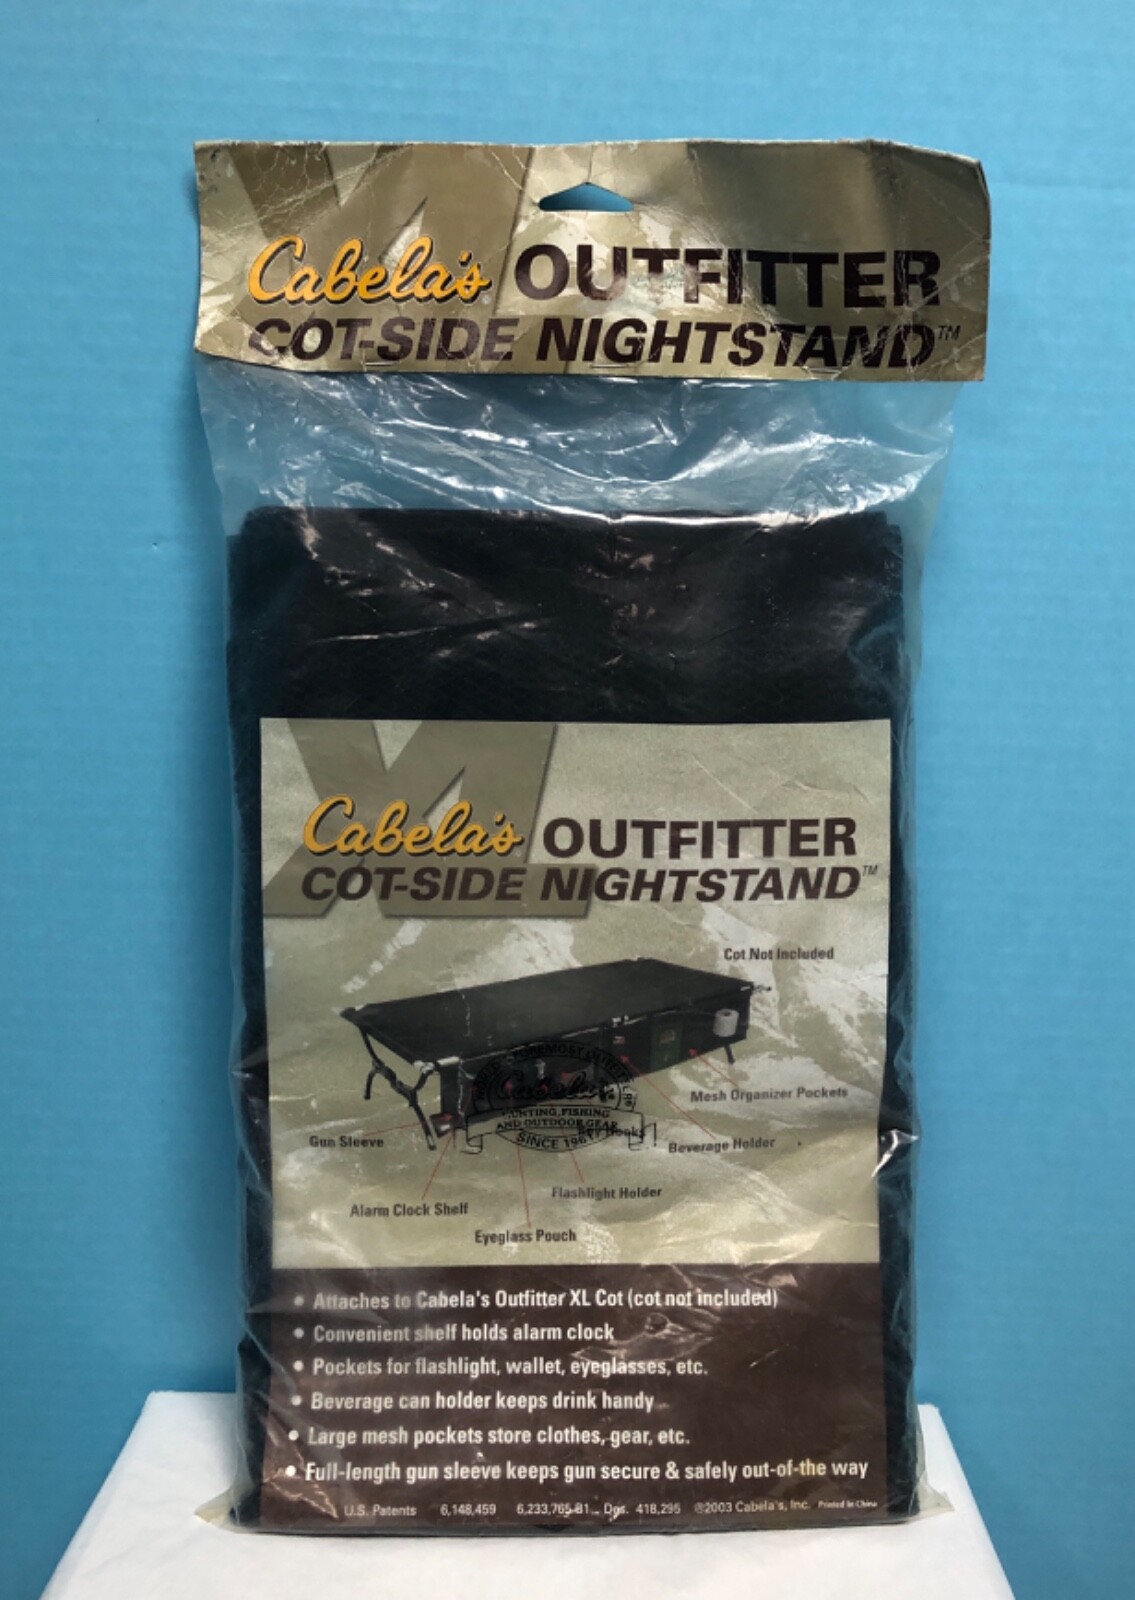 Cabela's OUTFITTER
COT-SIDE NIGHTSTAND™
XL
Cabela's OUTFITTER
COT-SIDE NIGHTSTAND™
Cot Not Included
Mesh Organizer Pockets
Gun Sleeve
Beverage Holder
Flashlight Holder
Alarm Clock Shelf
Eyeglass Pouch
FOREMOST OUTFITTER®
Cabela's
HUNTING, FISHING
AND OUTDOOR GEAR
SINCE 1961
• Attaches to Cabela's Outfitter XL Cot (cot not included)
• Convenient shelf holds alarm clock
• Pockets for flashlight, wallet, eyeglasses, etc.
• Beverage can holder keeps drink handy
• Large mesh pockets store clothes, gear, etc.
• Full-length gun sleeve keeps gun secure & safely out-of-the way
U.S. Patents 6,148,459 6,233,765 B1 Des. 418,295 ©2003 Cabela's, Inc. Printed in China